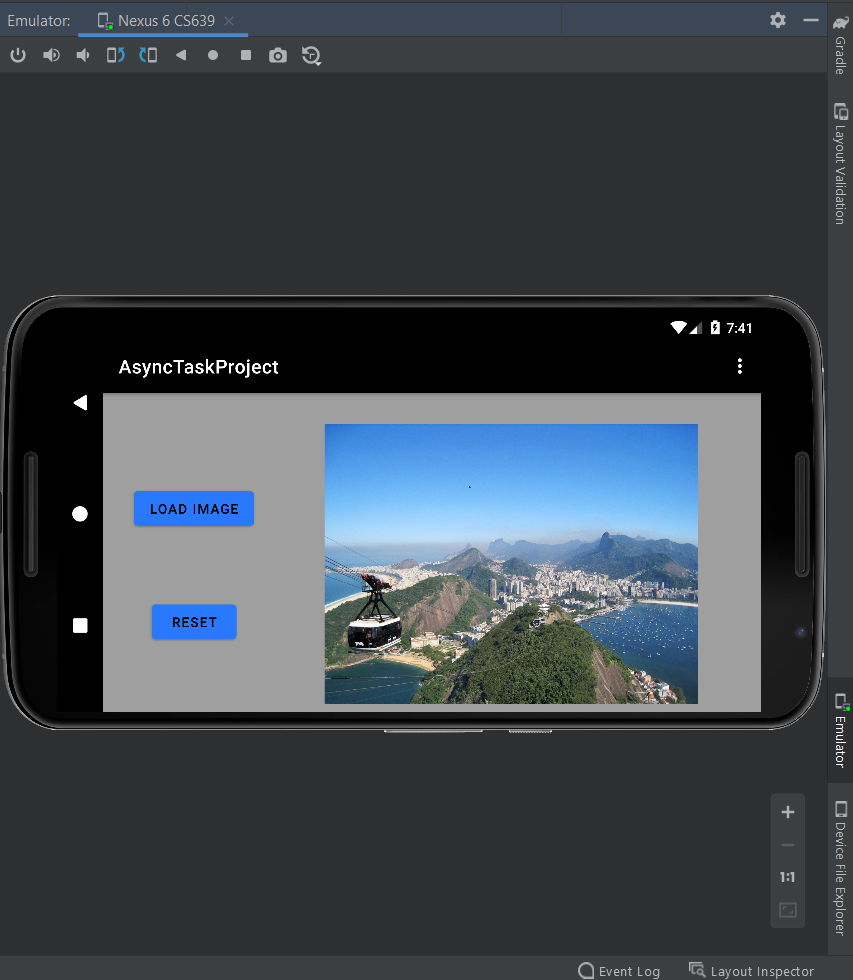 Emulator:
Nexus 6 CS639
Gradle
Layout Validation
7:41
AsyncTaskProject
LOAD IMAGE
RESET
Emulator
1:1
Device File Explorer
Event Log
Layout Inspector